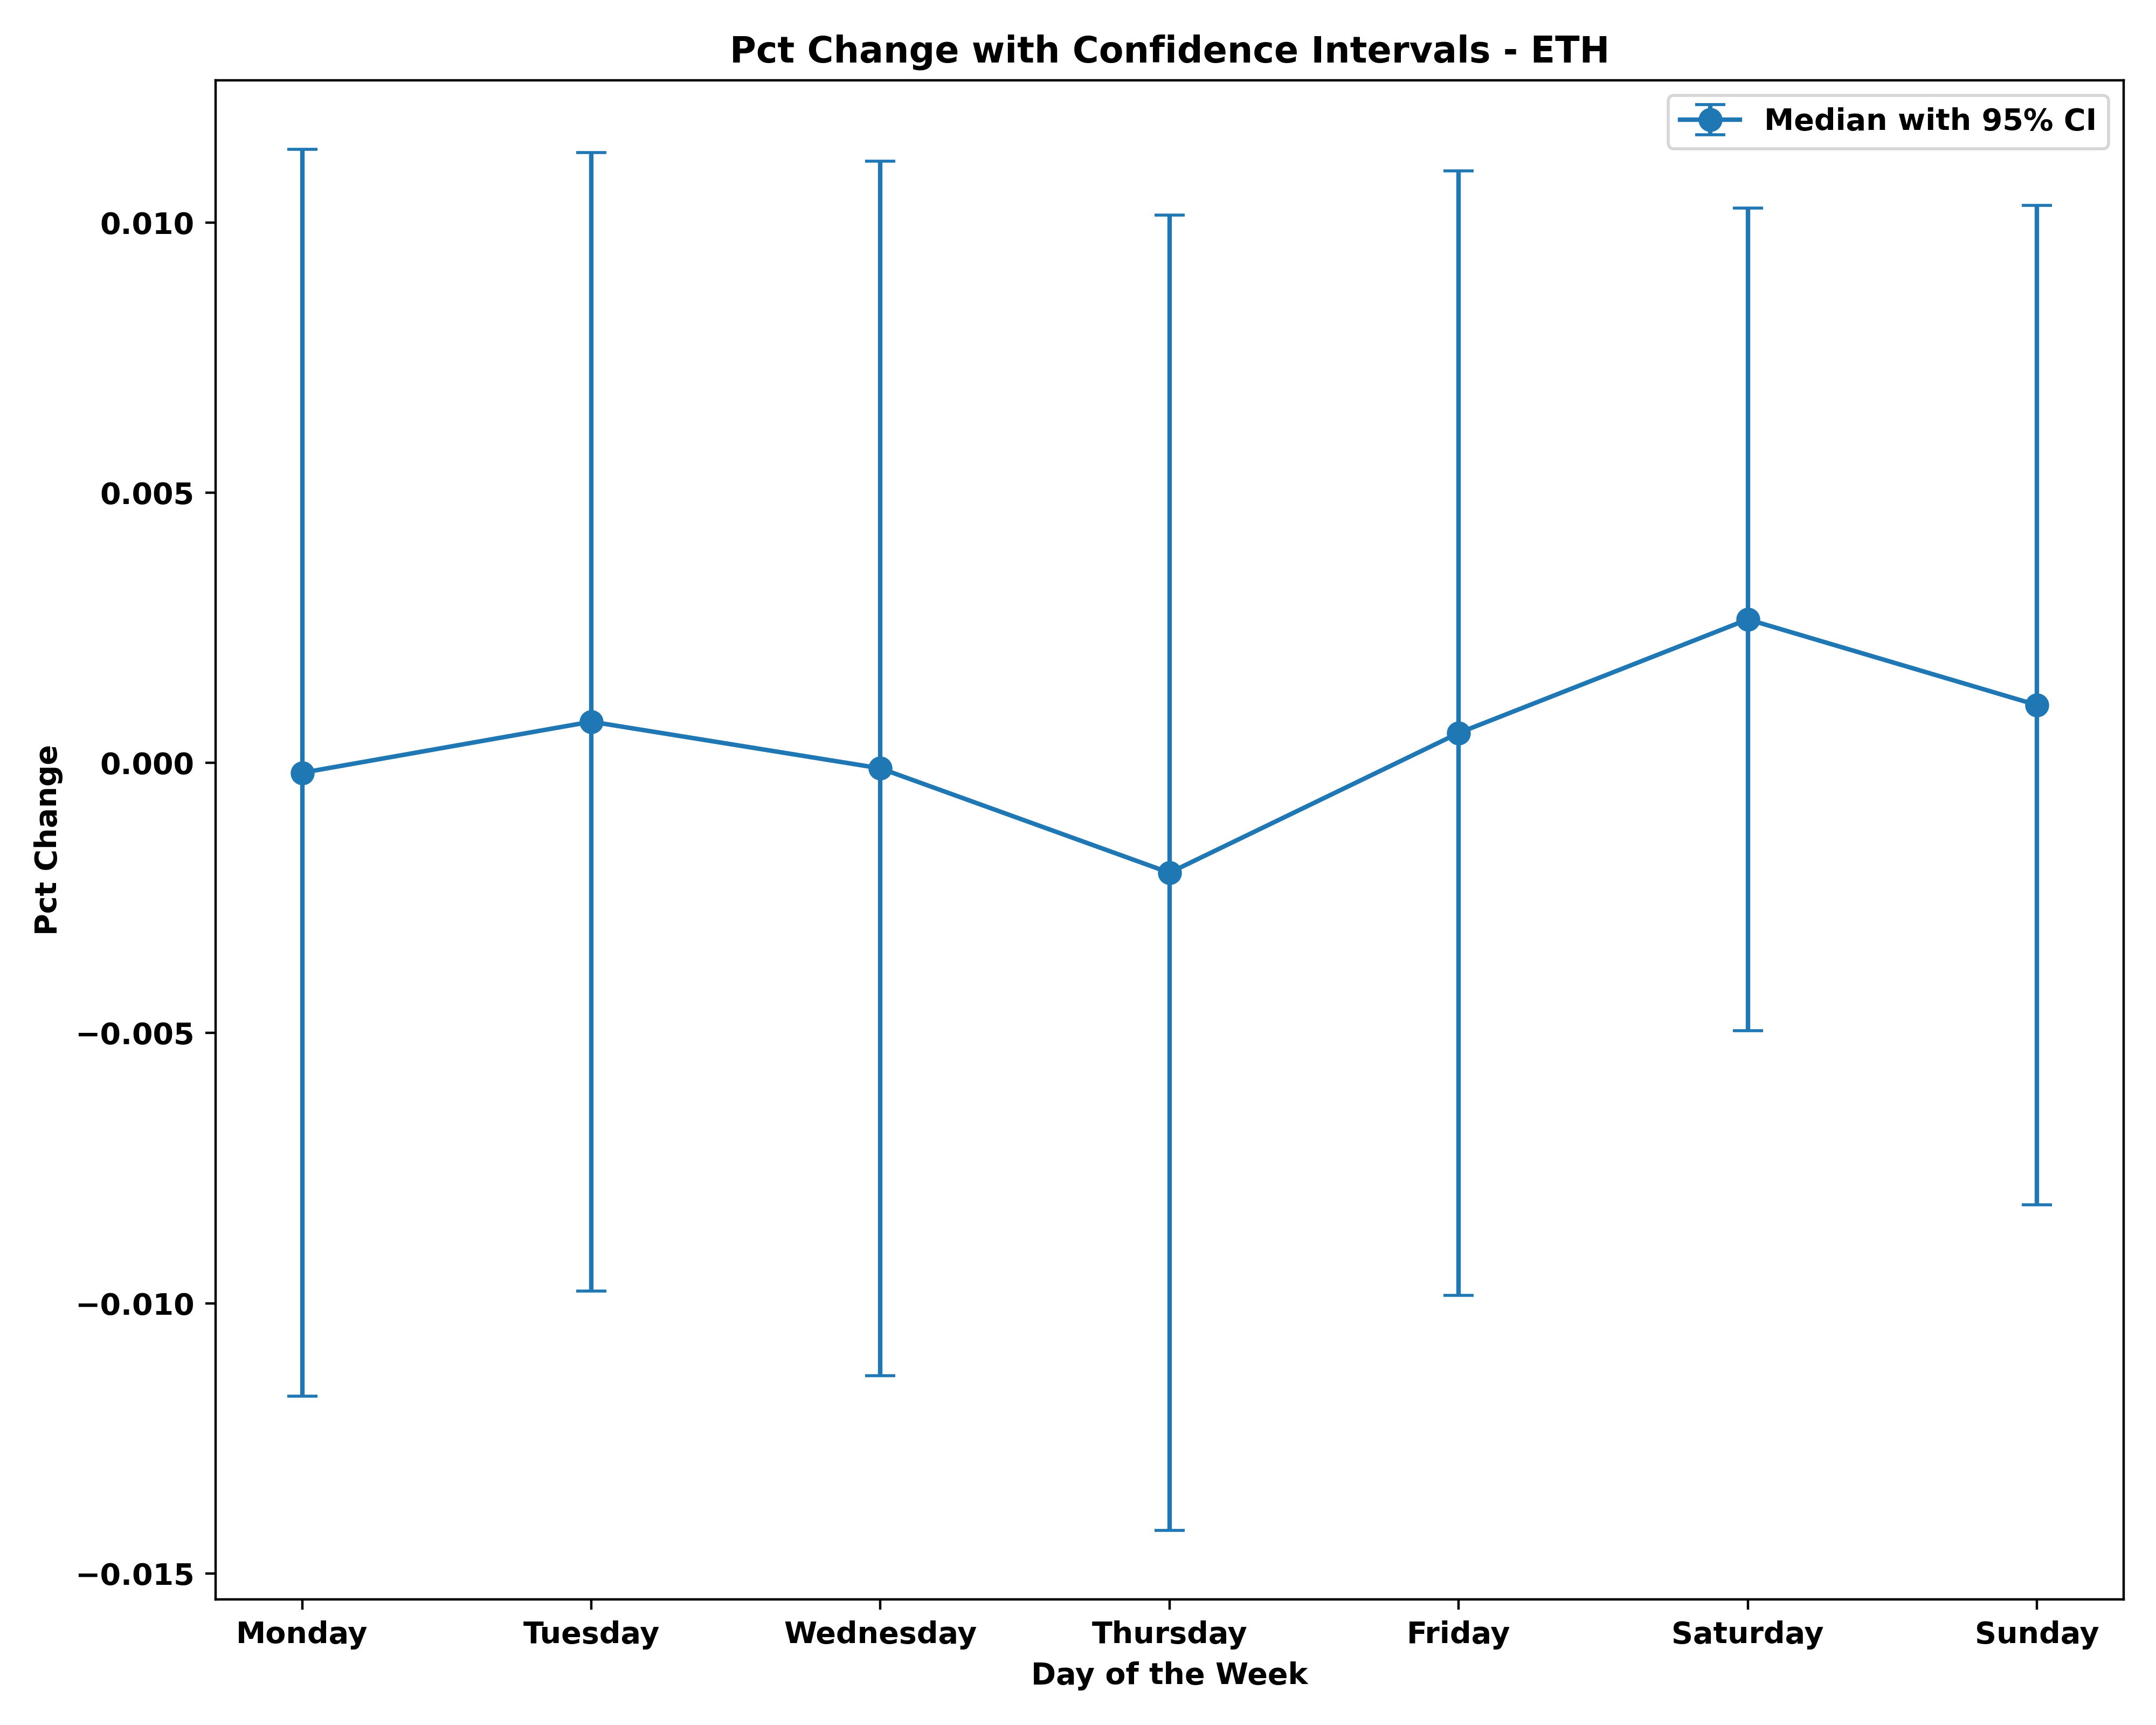 Pct Change with Confidence Intervals - ETH
Median with 95% CI
0.010
0.005
0.000
−0.005
−0.010
−0.015
Pct Change
Monday Tuesday Wednesday Thursday Friday Saturday Sunday
Day of the Week